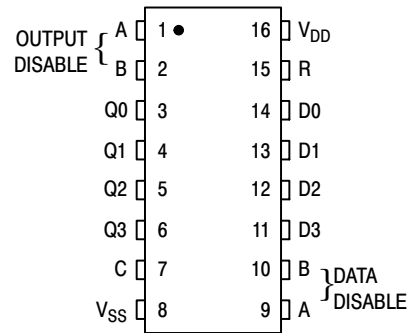 OUTPUT DISABLE
A 1 16 VDD
B 2 15 R
Q0 3 14 D0
Q1 4 13 D1
Q2 5 12 D2
Q3 6 11 D3
C 7 10 B
VSS 8 9 A
DATA DISABLE